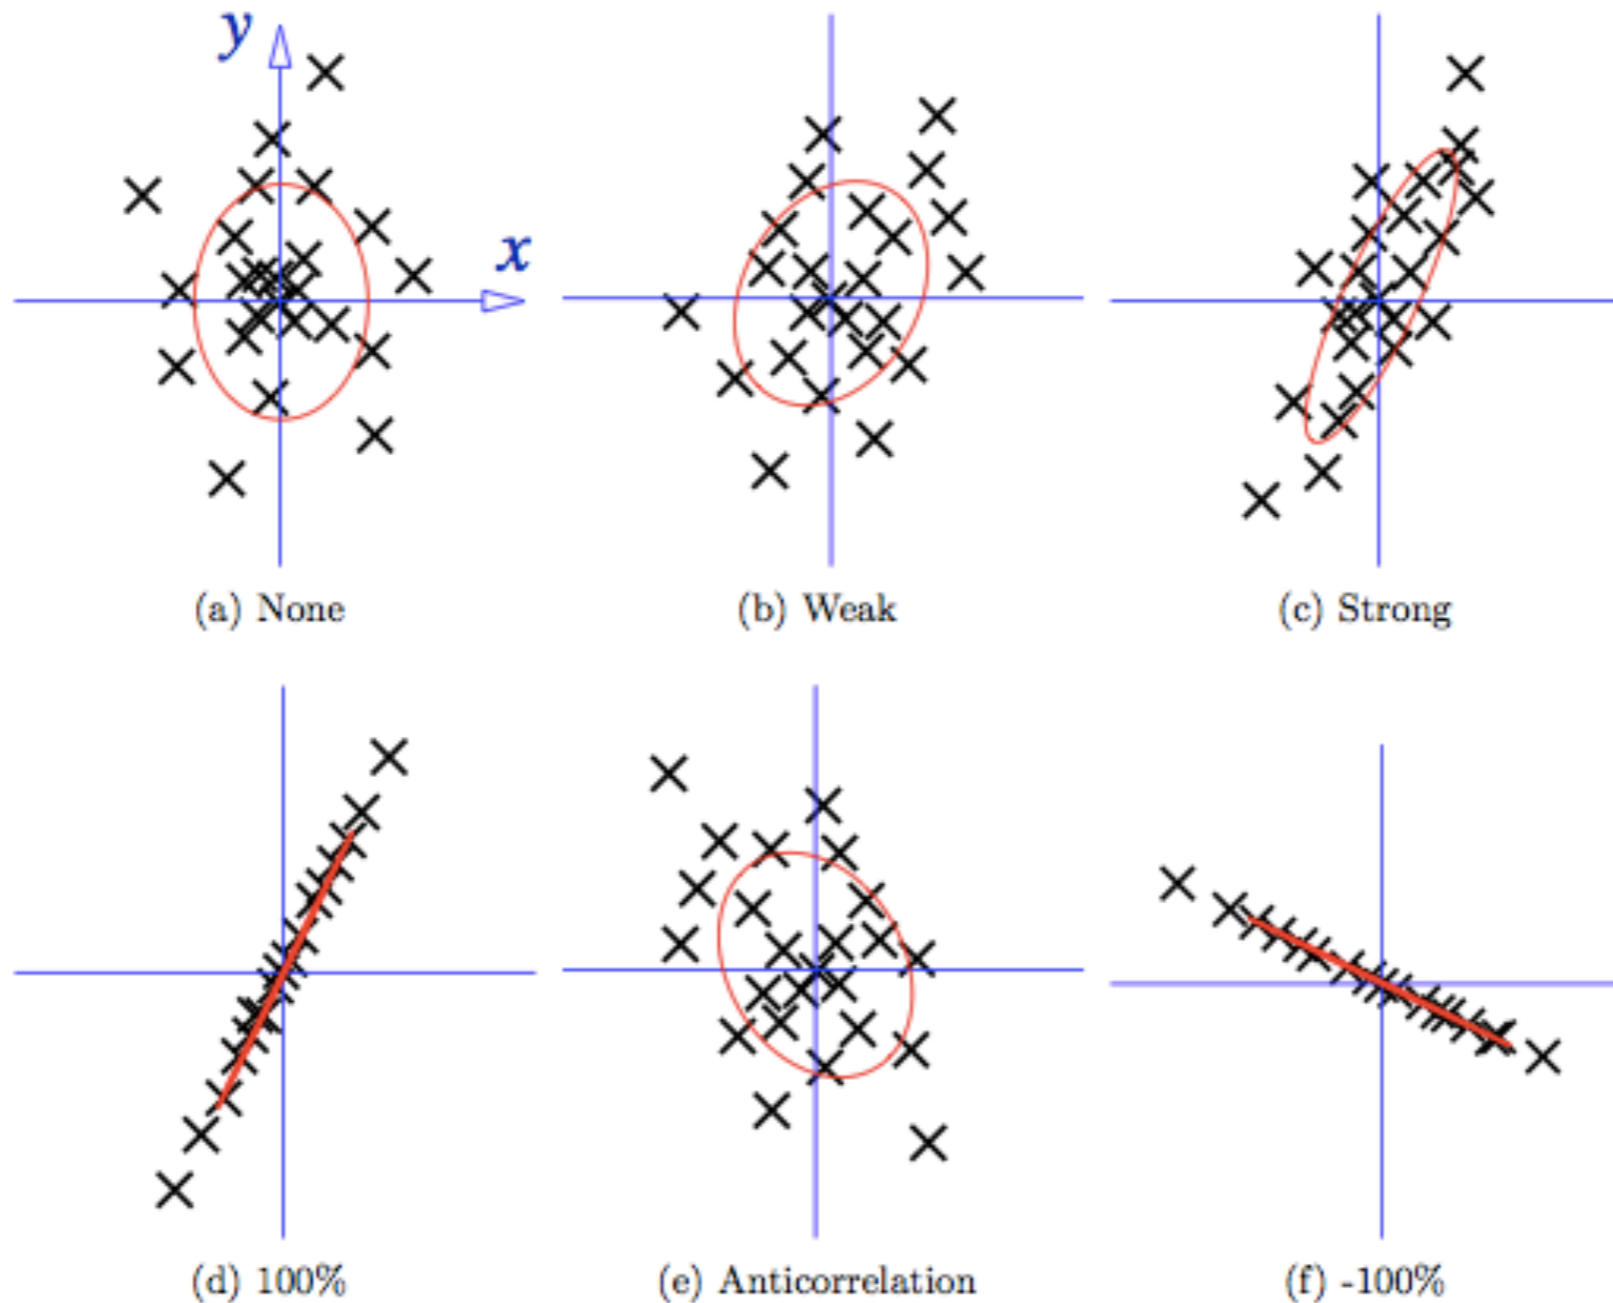 y
x
(a) None
(b) Weak
(c) Strong
(d) 100%
(e) Anticorrelation
(f) -100%